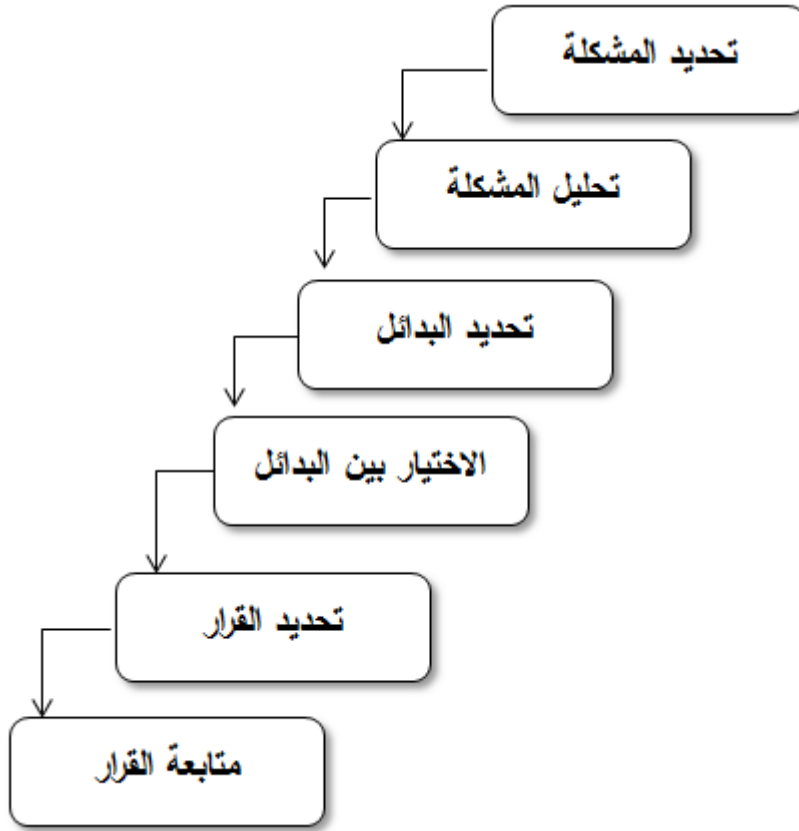 تحديد المشكلة
تحليل المشكلة
تحديد البدائل
الاختيار بين البدائل
تحديد القرار
متابعة القرار